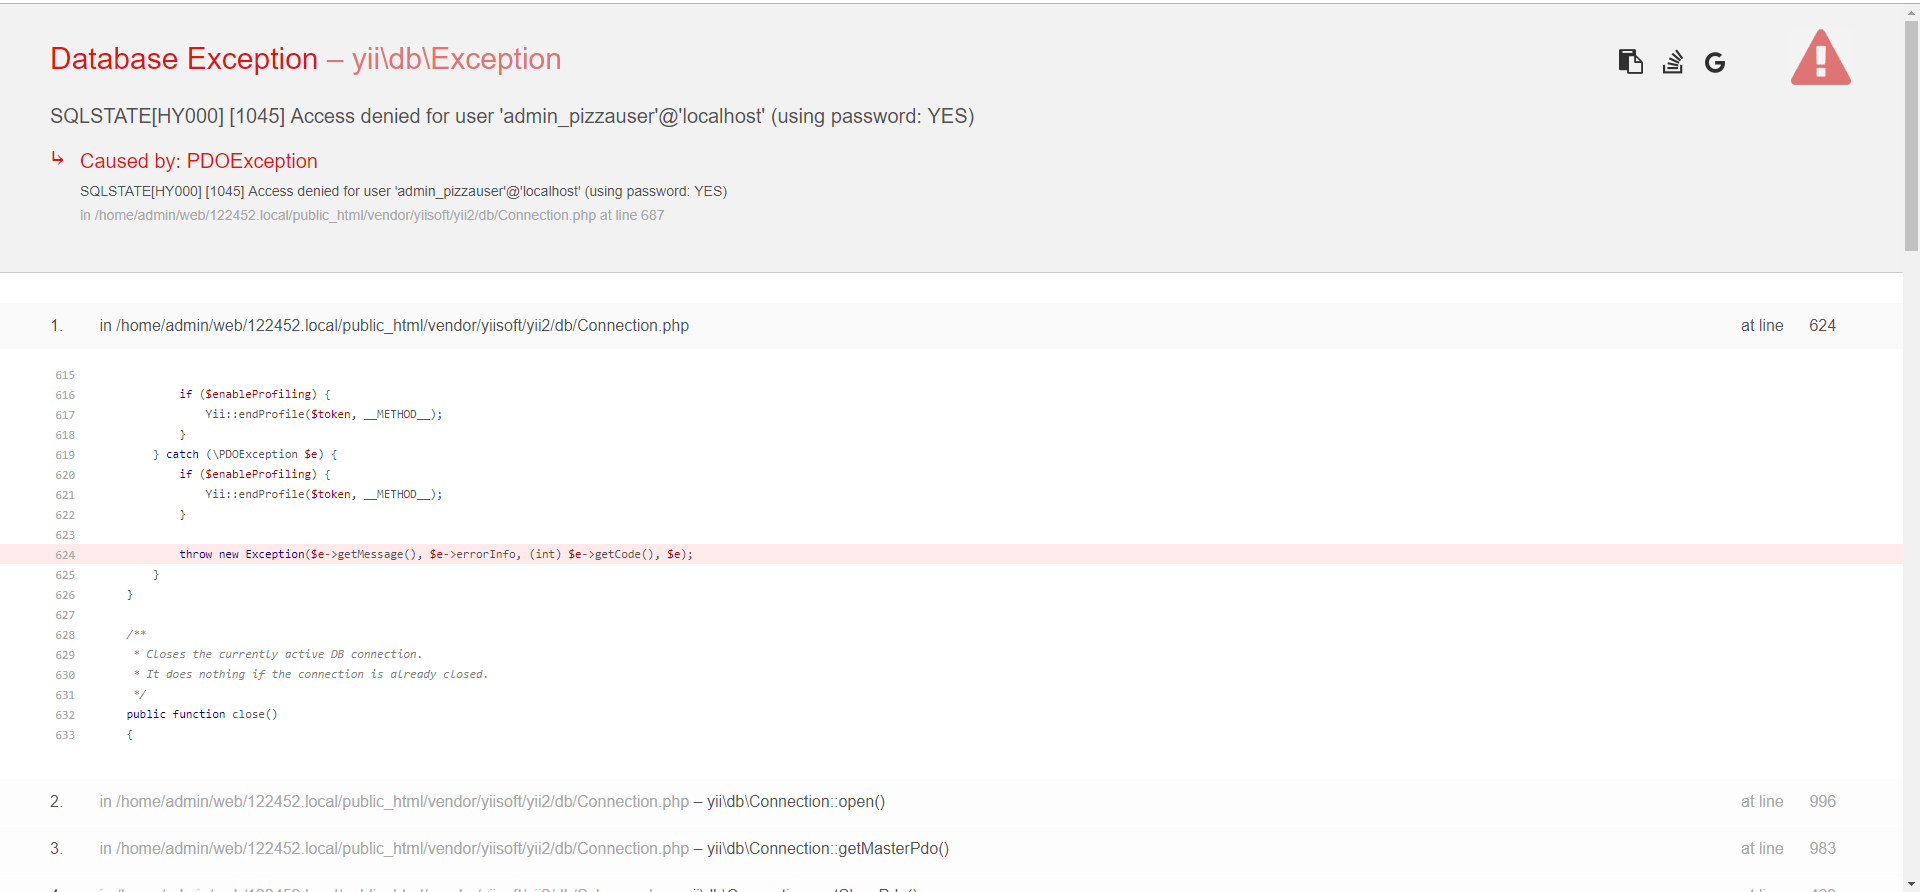 Database Exception – yii\db\Exception
SQLSTATE[HY000] [1045] Access denied for user 'admin_pizzauser'@'localhost' (using password: YES)
↳ Caused by: PDOException
SQLSTATE[HY000] [1045] Access denied for user 'admin_pizzauser'@'localhost' (using password: YES)
in /home/admin/web/122452.local/public_html/vendor/yiisoft/yii2/db/Connection.php at line 687
1. in /home/admin/web/122452.local/public_html/vendor/yiisoft/yii2/db/Connection.php at line 624
615
616 if ($enableProfiling) {
617 Yii::endProfile($token, __METHOD__);
618 }
619 } catch (\PDOException $e) {
620 if ($enableProfiling) {
621 Yii::endProfile($token, __METHOD__);
622 }
623
624 throw new Exception($e->getMessage(), $e->errorInfo, (int) $e->getCode(), $e);
625 }
626 }
627
628 /**
629 * Closes the currently active DB connection.
630 * It does nothing if the connection is already closed.
631 */
632 public function close()
633 {
2. in /home/admin/web/122452.local/public_html/vendor/yiisoft/yii2/db/Connection.php – yii\db\Connection::open() at line 996
3. in /home/admin/web/122452.local/public_html/vendor/yiisoft/yii2/db/Connection.php – yii\db\Connection::getMasterPdo() at line 983